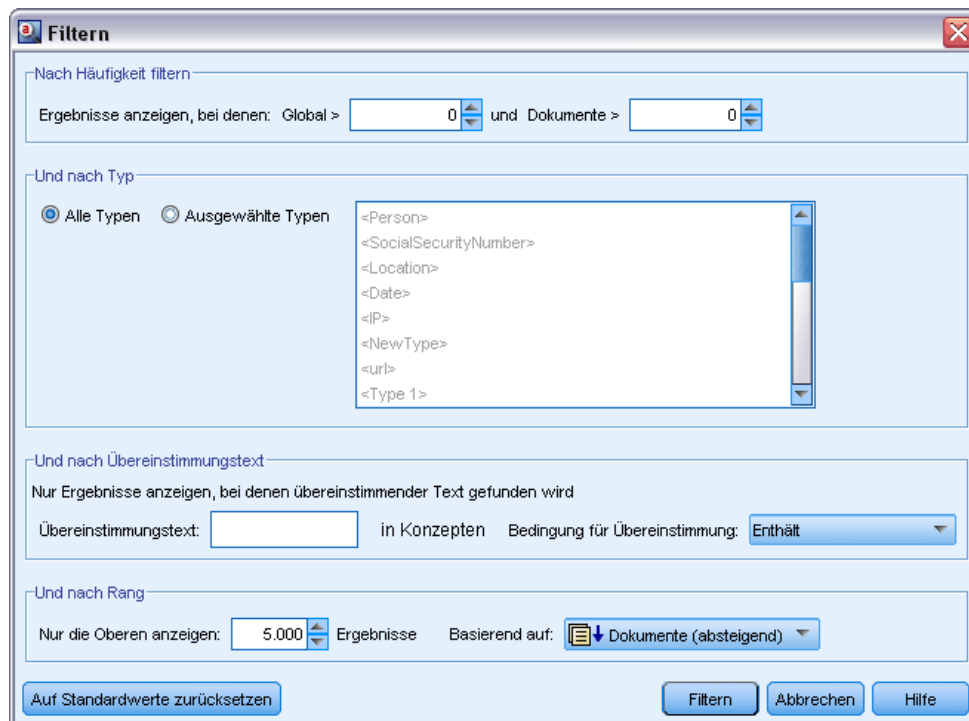 Filtern
Nach Häufigkeit filtern
Ergebnisse anzeigen, bei denen: Global > 0 und Dokumente > 0
Und nach Typ
Alle Typen Ausgewählte Typen
<Person>
<SocialSecurityNumber>
<Location>
<Date>
<IP>
<NewType>
<url>
<Type 1>
Und nach Übereinstimmungstext
Nur Ergebnisse anzeigen, bei denen übereinstimmender Text gefunden wird
Übereinstimmungstext: in Konzepten Bedingung für Übereinstimmung: Enthält
Und nach Rang
Nur die Oberen anzeigen: 5.000 Ergebnisse Basierend auf: Dokumente (absteigend)
Auf Standardwerte zurücksetzen Filtern Abbrechen Hilfe